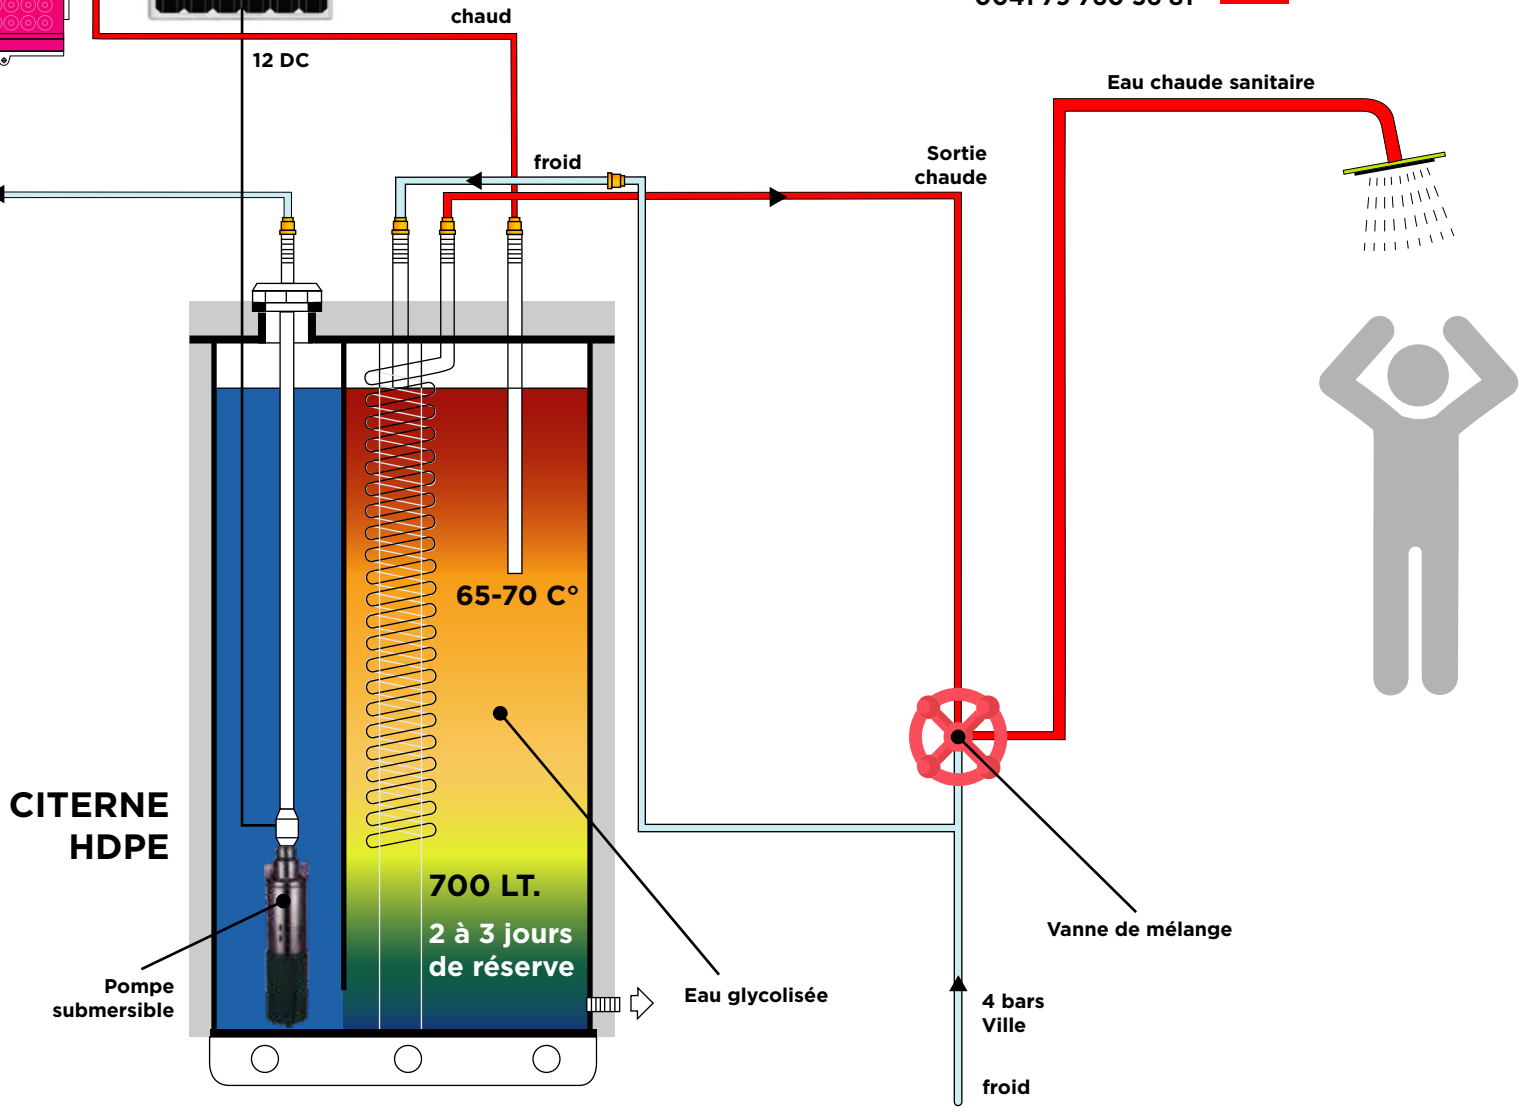 chaud
12 DC
Eau chaude sanitaire
froid
Sortie
chaude
65-70 C°
CITERNE
HDPE
700 LT.
2 à 3 jours
de réserve
Pompe
submersible
Eau glycolisée
Vanne de mélange
4 bars
Ville
froid